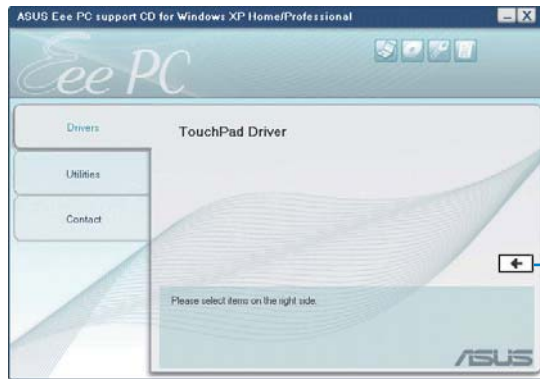 ASUS Eee PC support CD for Windows XP Home/Professional
Eee PC
Drivers
TouchPad Driver
Utilities
Contact
Please select items on the right side.
ASUS